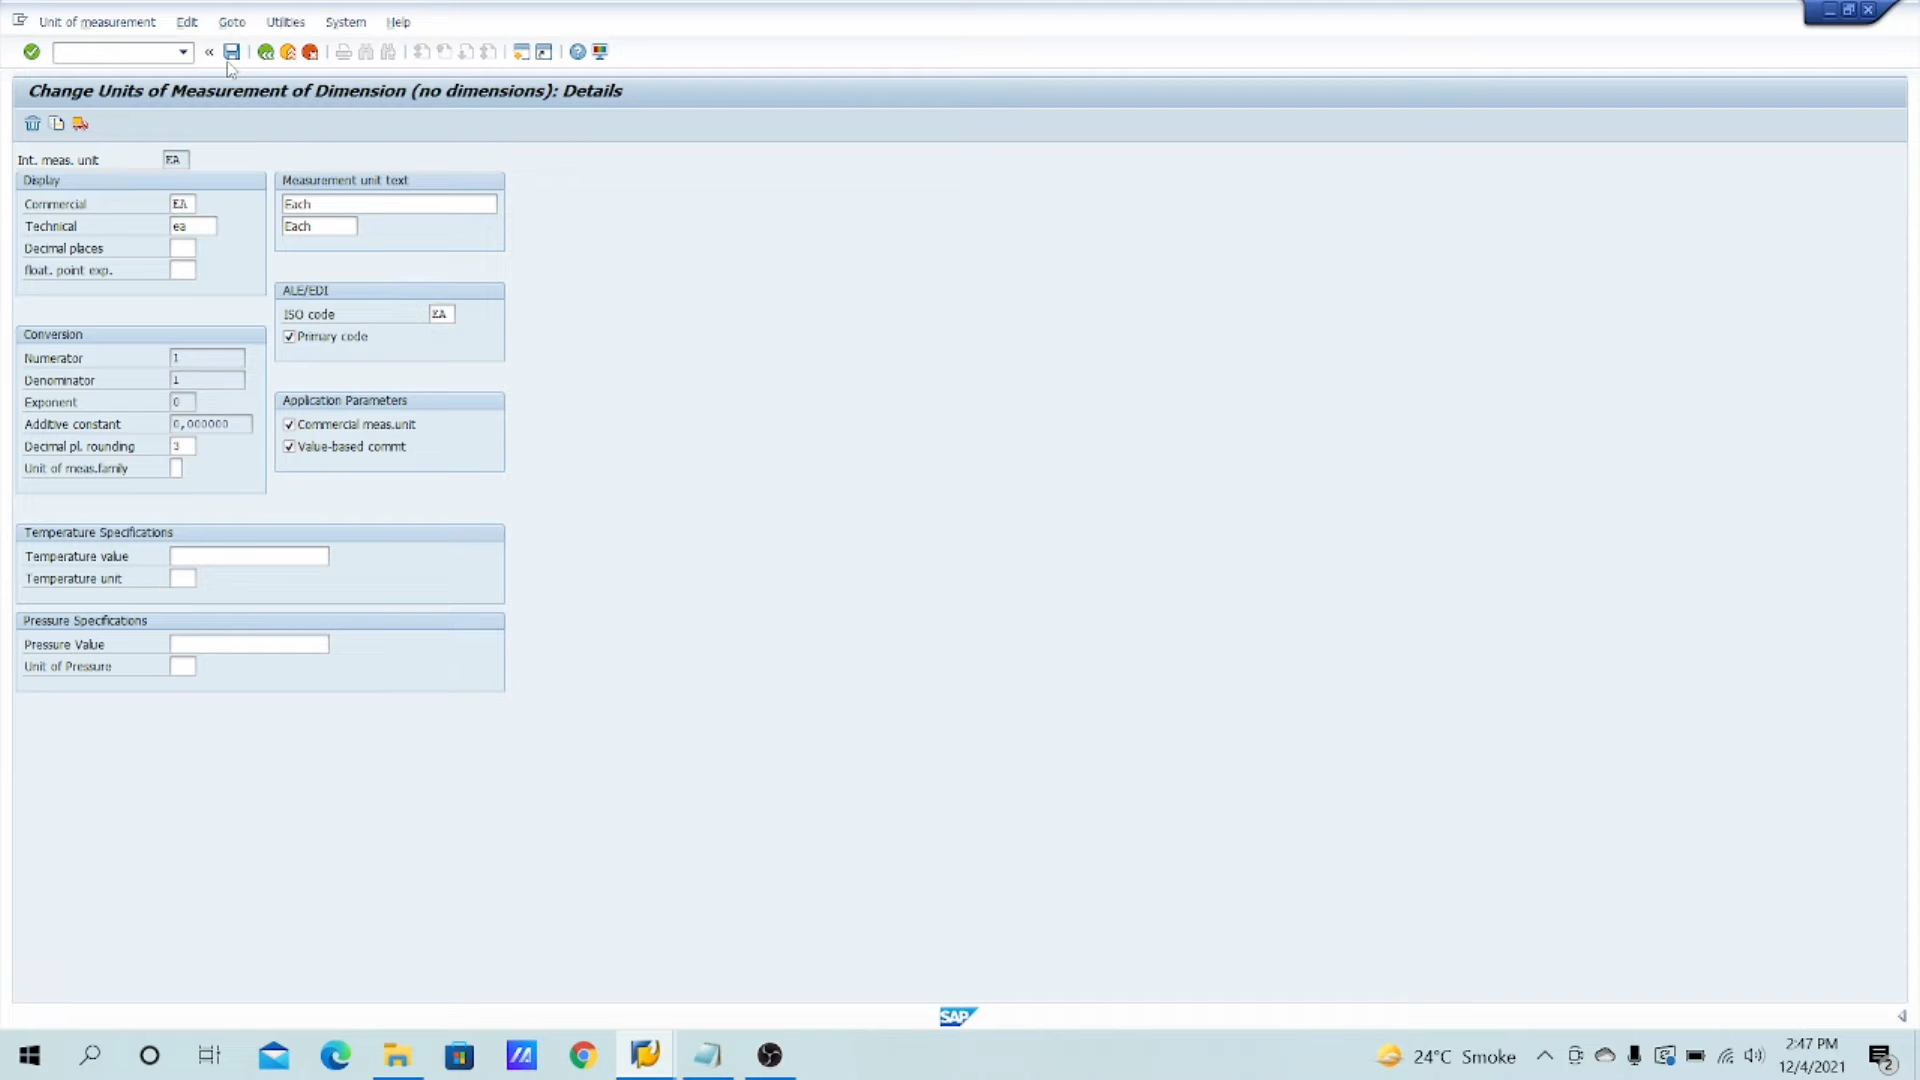 Unit of measurement Edit Goto Utilities System Help
«
Change Units of Measurement of Dimension (no dimensions): Details
Int. meas. unit EA
Display
Measurement unit text
Commercial EA
Each
Technical ea
Each
Decimal places
float. point exp.
ALE/EDI
ISO code EA
Primary code
Conversion
Numerator 1
Denominator 1
Exponent 0
Application Parameters
Additive constant 0,000000
Commercial meas.unit
Decimal pl. rounding 3
Value-based commt
Unit of meas.family
Temperature Specifications
Temperature value
Temperature unit
Pressure Specifications
Pressure Value
Unit of Pressure
SAP
24°C Smoke
2:47 PM
12/4/2021
2